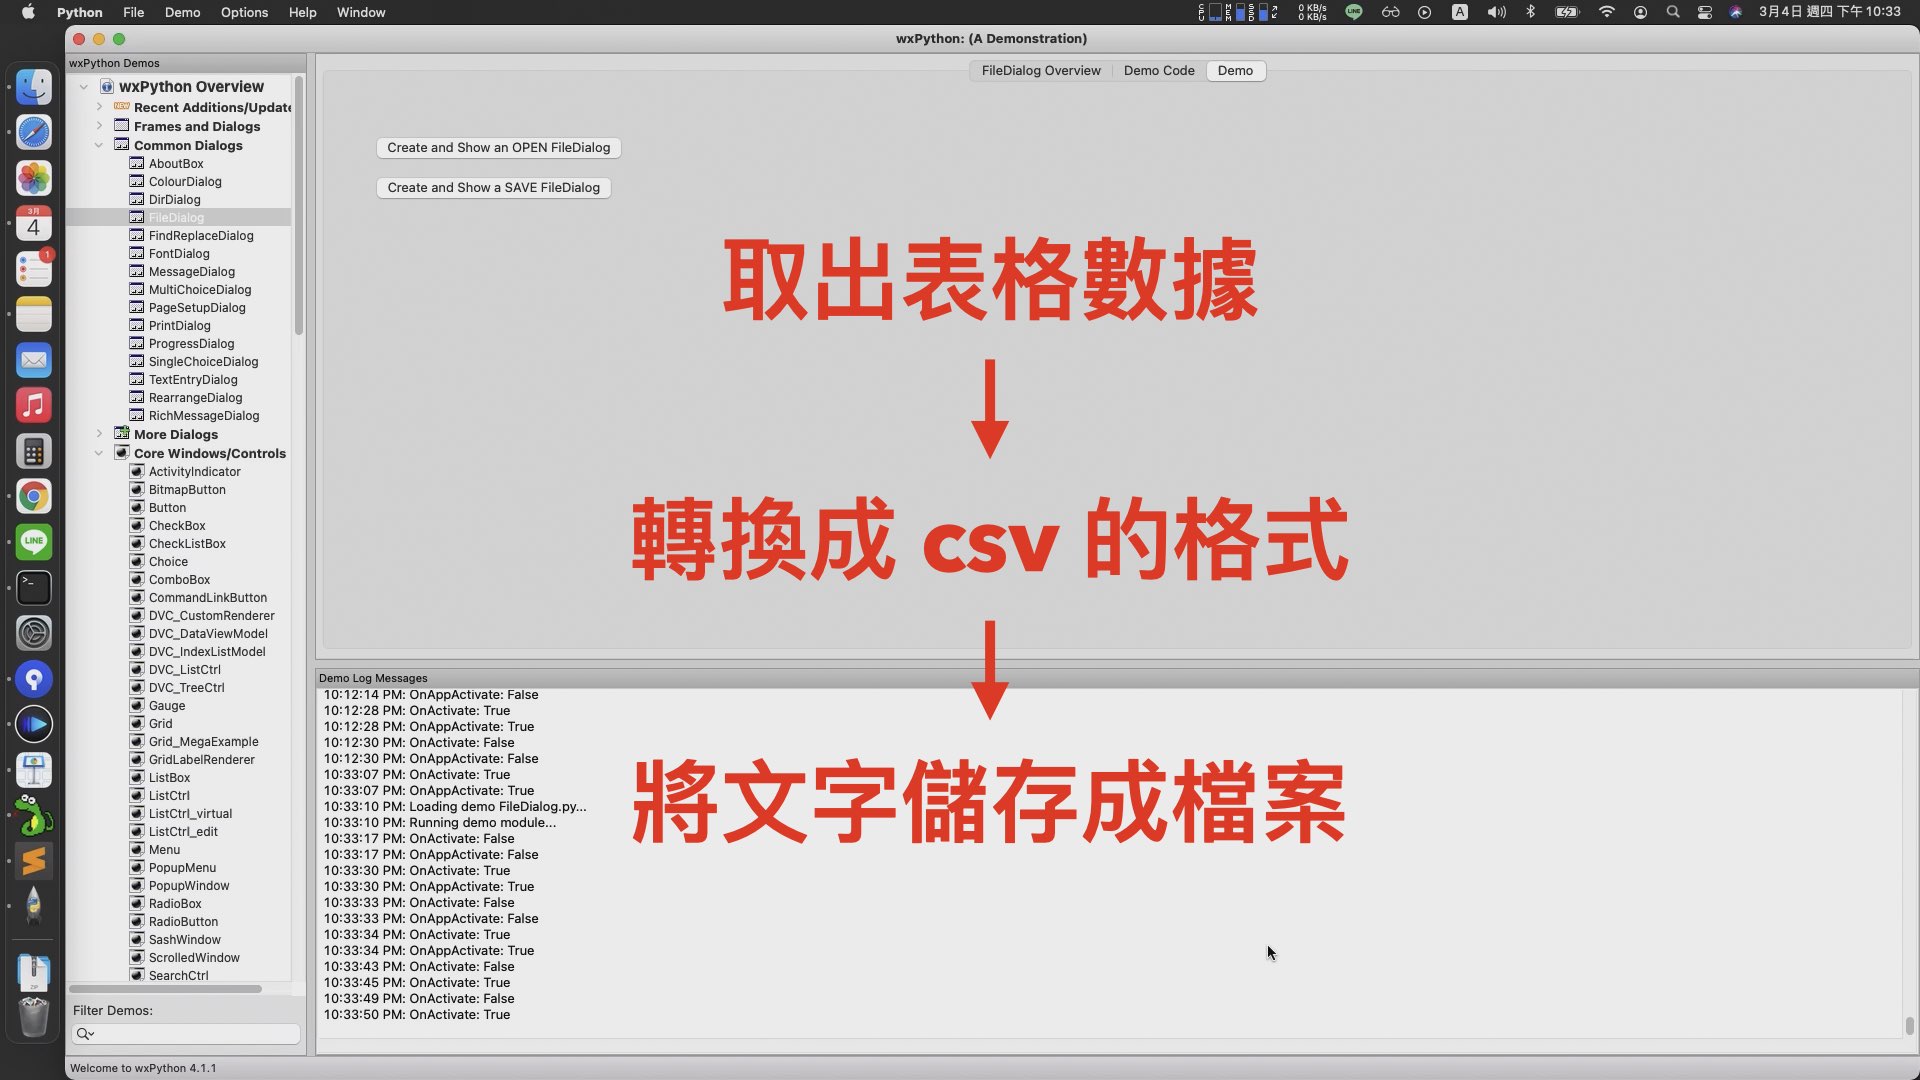 Python File Demo Options Help Window
CPU MEM SSD 0 KB/s 0 KB/s LINE A 3月4日 週四 下午 10:33
wxPython: (A Demonstration)
wxPython Demos
wxPython Overview
NEW Recent Additions/Update
Frames and Dialogs
Common Dialogs
AboutBox
ColourDialog
DirDialog
FileDialog
FindReplaceDialog
FontDialog
MessageDialog
MultiChoiceDialog
PageSetupDialog
PrintDialog
ProgressDialog
SingleChoiceDialog
TextEntryDialog
RearrangeDialog
RichMessageDialog
More Dialogs
Core Windows/Controls
ActivityIndicator
BitmapButton
Button
CheckBox
CheckListBox
Choice
ComboBox
CommandLinkButton
DVC_CustomRenderer
DVC_DataViewModel
DVC_IndexListModel
DVC_ListCtrl
DVC_TreeCtrl
Gauge
Grid
Grid_MegaExample
GridLabelRenderer
ListBox
ListCtrl
ListCtrl_virtual
ListCtrl_edit
Menu
PopupMenu
PopupWindow
RadioBox
RadioButton
SashWindow
ScrolledWindow
SearchCtrl
Filter Demos:
Welcome to wxPython 4.1.1
3月
4
1
LINE
ZIP
FileDialog Overview Demo Code Demo
Create and Show an OPEN FileDialog
Create and Show a SAVE FileDialog
取出表格數據
轉換成 csv 的格式
將文字儲存成檔案
Demo Log Messages
10:12:14 PM: OnAppActivate: False
10:12:28 PM: OnActivate: True
10:12:28 PM: OnAppActivate: True
10:12:30 PM: OnActivate: False
10:12:30 PM: OnAppActivate: False
10:33:07 PM: OnActivate: True
10:33:07 PM: OnAppActivate: True
10:33:10 PM: Loading demo FileDialog.py...
10:33:10 PM: Running demo module...
10:33:17 PM: OnActivate: False
10:33:17 PM: OnAppActivate: False
10:33:30 PM: OnActivate: True
10:33:30 PM: OnAppActivate: True
10:33:33 PM: OnActivate: False
10:33:33 PM: OnAppActivate: False
10:33:34 PM: OnActivate: True
10:33:34 PM: OnAppActivate: True
10:33:43 PM: OnActivate: False
10:33:45 PM: OnActivate: True
10:33:49 PM: OnActivate: False
10:33:50 PM: OnActivate: True